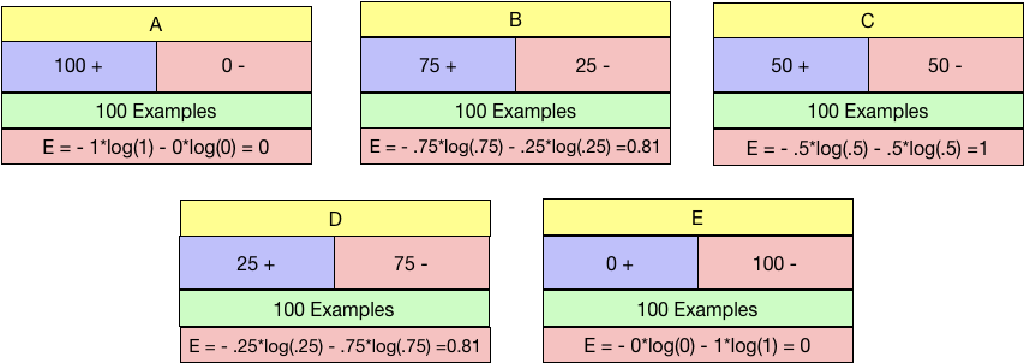 A
100 +
0 -
100 Examples
E = - 1*log(1) - 0*log(0) = 0
B
75 +
25 -
100 Examples
E = - .75*log(.75) - .25*log(.25) =0.81
C
50 +
50 -
100 Examples
E = - .5*log(.5) - .5*log(.5) =1
D
25 +
75 -
100 Examples
E = - .25*log(.25) - .75*log(.75) =0.81
E
0 +
100 -
100 Examples
E = - 0*log(0) - 1*log(1) = 0